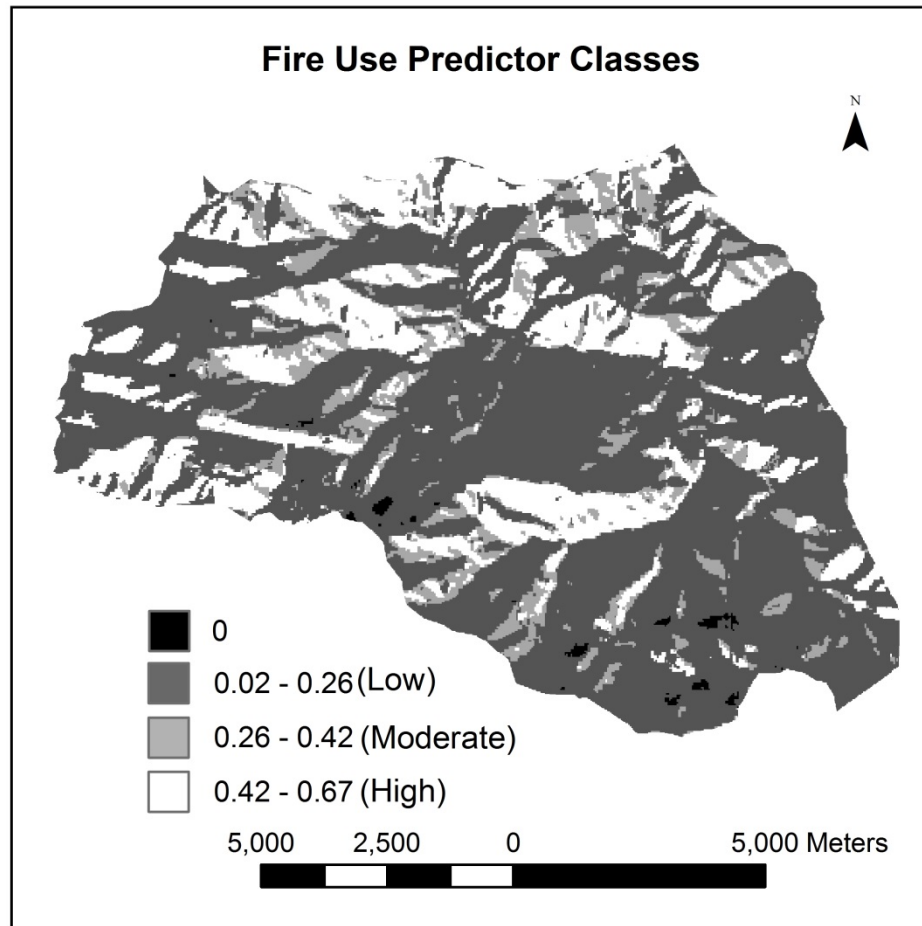 Fire Use Predictor Classes
N
0
0.02 - 0.26 (Low)
0.26 - 0.42 (Moderate)
0.42 - 0.67 (High)
5,000 2,500 0 5,000 Meters